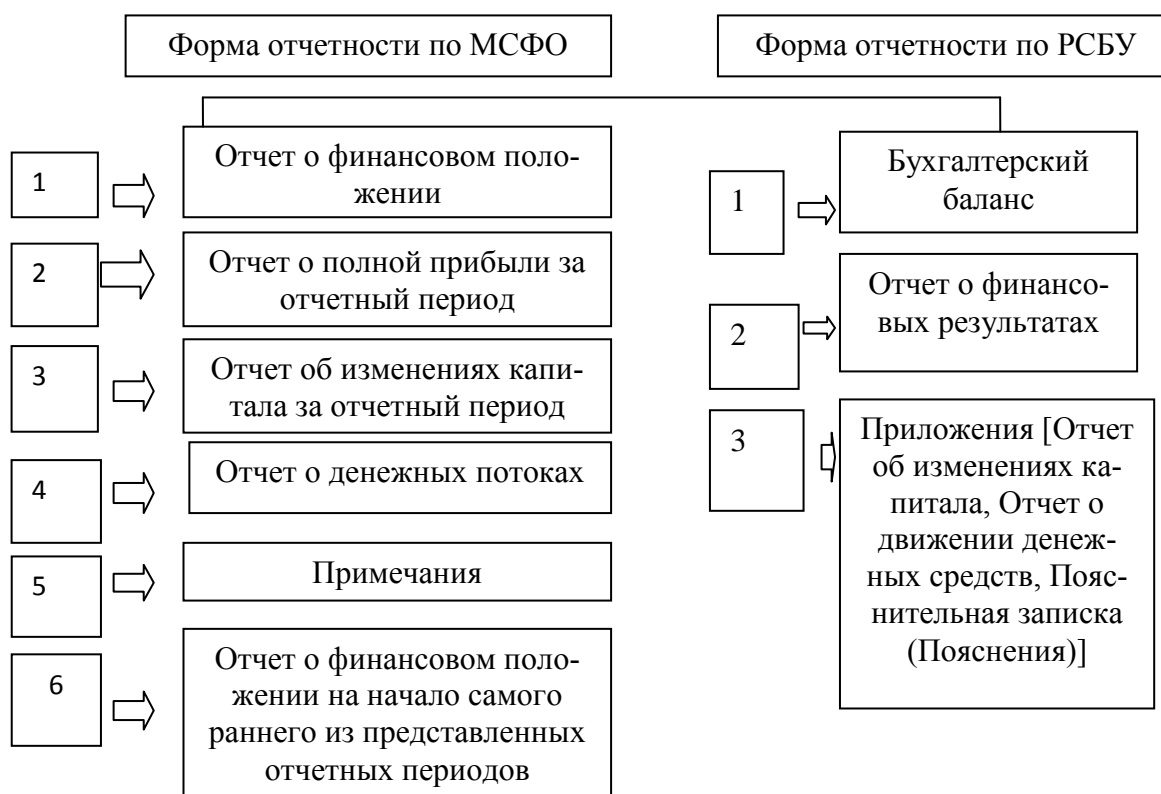 Форма отчетности по МСФО
1
Отчет о финансовом поло-
жении
2
Отчет о полной прибыли за
отчетный период
3
Отчет об изменениях капи-
тала за отчетный период
4
Отчет о денежных потоках
5
Примечания
6
Отчет о финансовом поло-
жении на начало самого
раннего из представленных
отчетных периодов
Форма отчетности по РСБУ
1
Бухгалтерский
баланс
2
Отчет о финансо-
вых результатах
3
Приложения [Отчет
об изменениях ка-
питала, Отчет о
движении денеж-
ных средств, Пояс-
нительная записка
(Пояснения)]